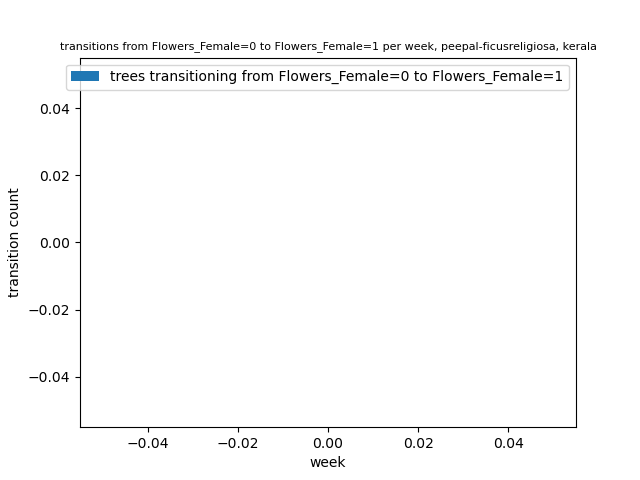 transitions from Flowers_Female=0 to Flowers_Female=1 per week, peepal-ficusreligiosa, kerala
trees transitioning from Flowers_Female=0 to Flowers_Female=1
0.04
0.02
0.00
−0.02
−0.04
transition count
−0.04 −0.02 0.00 0.02 0.04
week